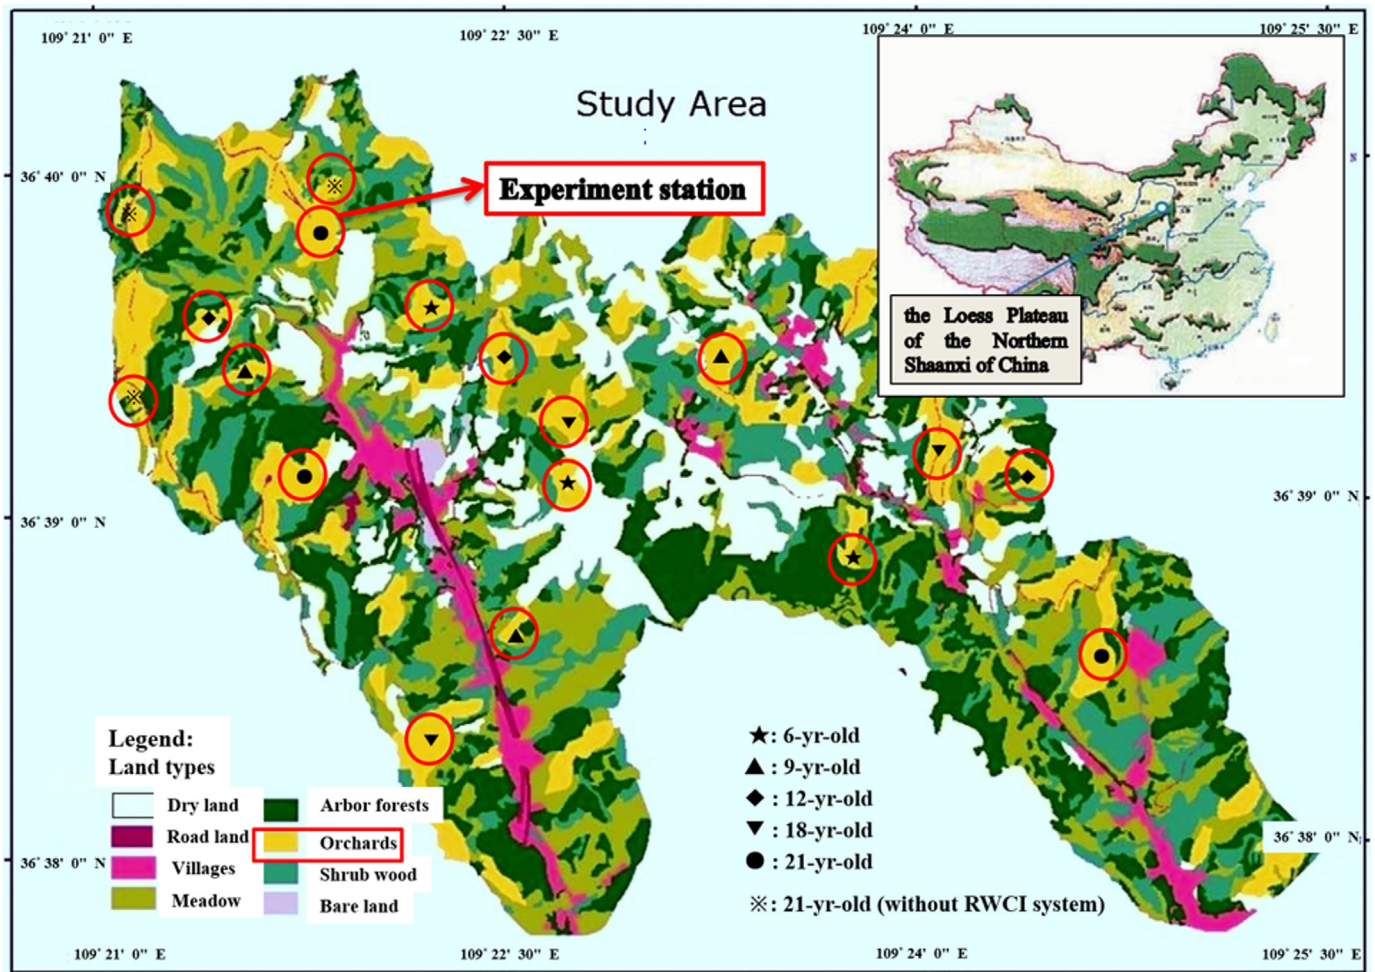 109° 21' 0" E
109° 22' 30" E
109° 24' 0" E
109° 25' 30" E
Study Area
36° 40' 0" N
N
Experiment station
the Loess Plateau
of the Northern
Shaanxi of China
36° 39' 0" N
36° 39' 0" N
Legend:
Land types
Dry land
Arbor forests
Road land
Orchards
Villages
Shrub wood
Meadow
Bare land
★: 6-yr-old
▲: 9-yr-old
◆: 12-yr-old
▼: 18-yr-old
●: 21-yr-old
※: 21-yr-old (without RWCI system)
36° 38' 0" N
36° 38' 0" N
109° 21' 0" E
109° 22' 30" E
109° 24' 0" E
109° 25' 30" E